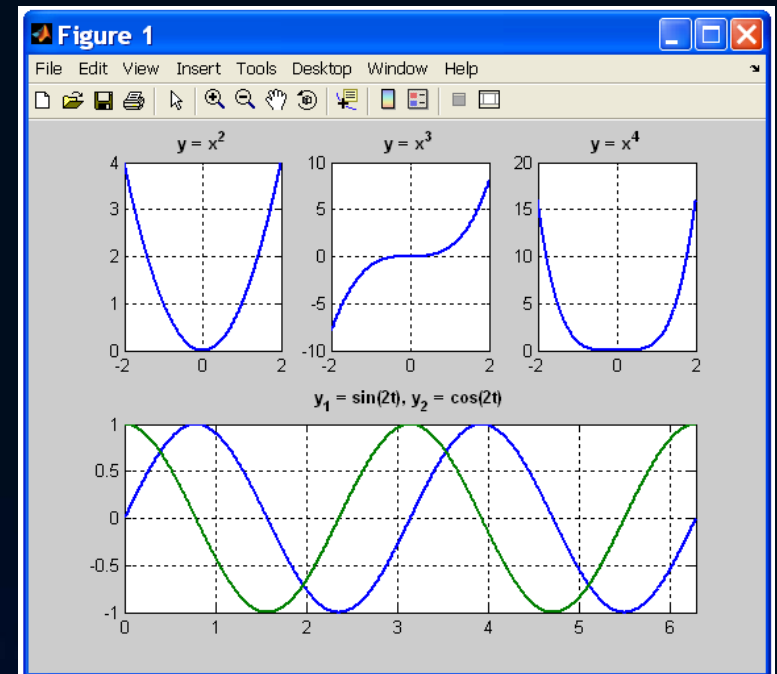 Figure 1
File Edit View Insert Tools Desktop Window Help
y = x² y = x³ y = x⁴
4 10 20
3 5 15
2 0 10
1 -5 5
0 -10 0
-2 0 2 -2 0 2 -2 0 2
y₁ = sin(2t), y₂ = cos(2t)
1
0.5
0
-0.5
-1
0 1 2 3 4 5 6